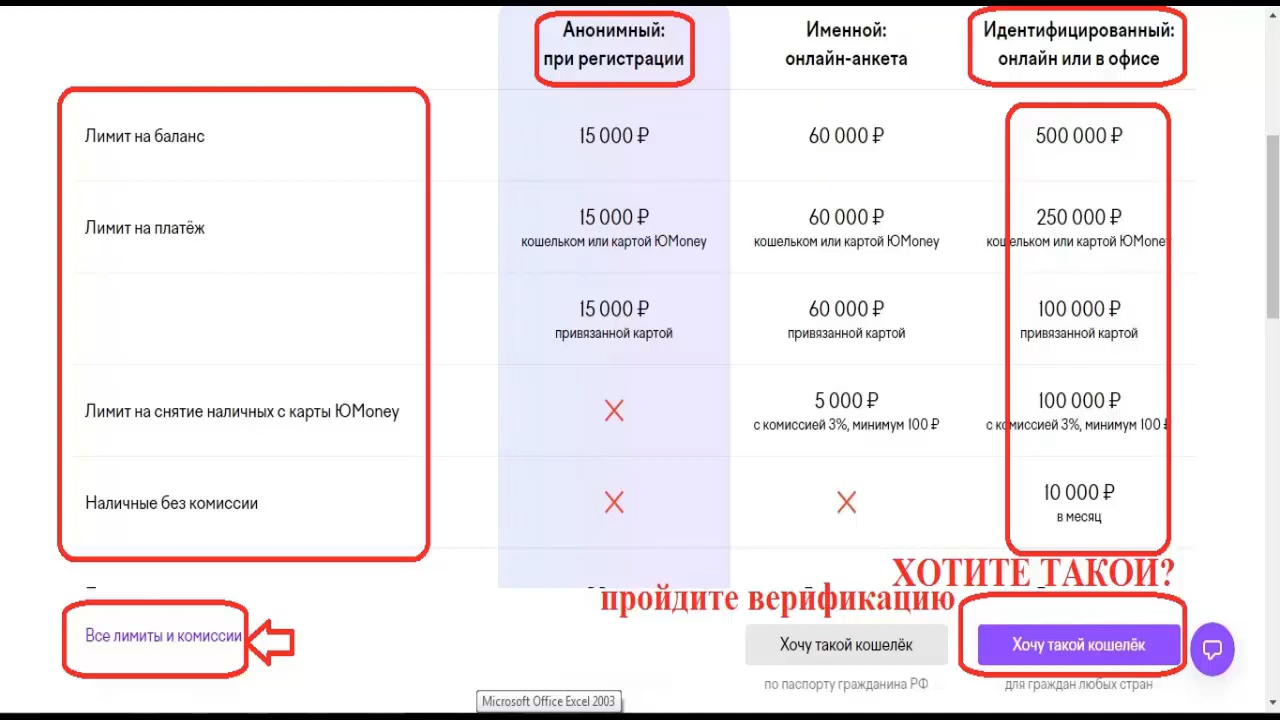 Анонимный:
при регистрации
Именной:
онлайн-анкета
Идентифицированный:
онлайн или в офисе
Лимит на баланс
15 000 ₽
60 000 ₽
500 000 ₽
Лимит на платёж
15 000 ₽
кошельком или картой ЮMoney
60 000 ₽
кошельком или картой ЮMoney
250 000 ₽
кошельком или картой ЮMoney
15 000 ₽
привязанной картой
60 000 ₽
привязанной картой
100 000 ₽
привязанной картой
Лимит на снятие наличных с карты ЮMoney
5 000 ₽
с комиссией 3%, минимум 100 ₽
100 000 ₽
с комиссией 3%, минимум 100 ₽
Наличные без комиссии
10 000 ₽
в месяц
ХОТИТЕ ТАКОЙ?
пройдите верификацию
Все лимиты и комиссии
Хочу такой кошелёк
по паспорту гражданина РФ
Хочу такой кошелёк
для граждан любых стран
Microsoft Office Excel 2003